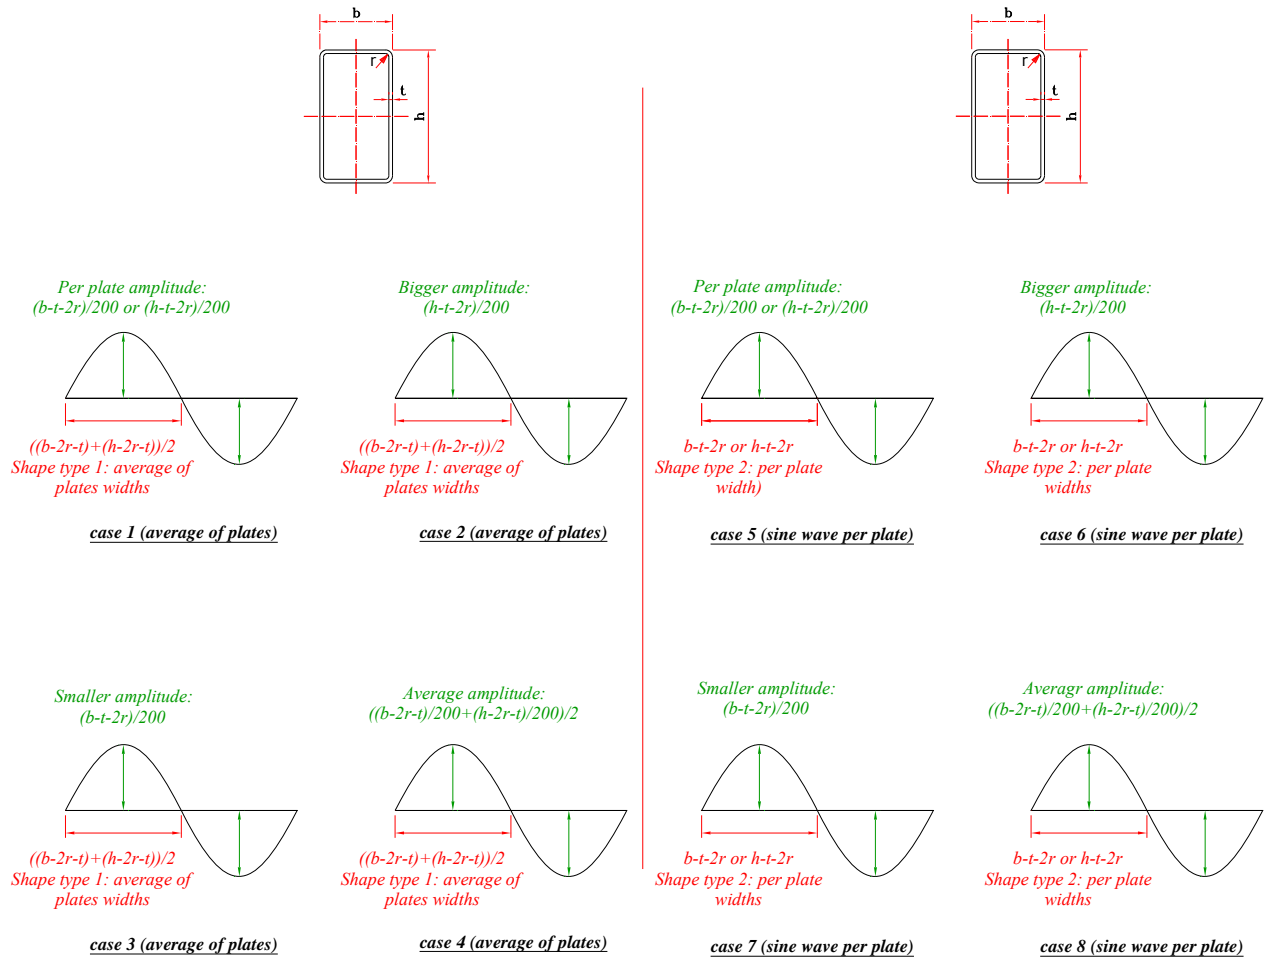 b
r
t
h
b
r
t
h
Per plate amplitude:
(b-t-2r)/200 or (h-t-2r)/200
((b-2r-t)+(h-2r-t))/2
Shape type 1: average of
plates widths
case 1 (average of plates)
Bigger amplitude:
(h-t-2r)/200
((b-2r-t)+(h-2r-t))/2
Shape type 1: average of
plates widths
case 2 (average of plates)
Per plate amplitude:
(b-t-2r)/200 or (h-t-2r)/200
b-t-2r or h-t-2r
Shape type 2: per plate
width)
case 5 (sine wave per plate)
Bigger amplitude:
(h-t-2r)/200
b-t-2r or h-t-2r
Shape type 2: per plate
widths
case 6 (sine wave per plate)
Smaller amplitude:
(b-t-2r)/200
((b-2r-t)+(h-2r-t))/2
Shape type 1: average of
plates widths
case 3 (average of plates)
Average amplitude:
((b-2r-t)/200+(h-2r-t)/200)/2
((b-2r-t)+(h-2r-t))/2
Shape type 1: average of
plates widths
case 4 (average of plates)
Smaller amplitude:
(b-t-2r)/200
b-t-2r or h-t-2r
Shape type 2: per plate
widths
case 7 (sine wave per plate)
Averagr amplitude:
((b-2r-t)/200+(h-2r-t)/200)/2
b-t-2r or h-t-2r
Shape type 2: per plate
widths
case 8 (sine wave per plate)